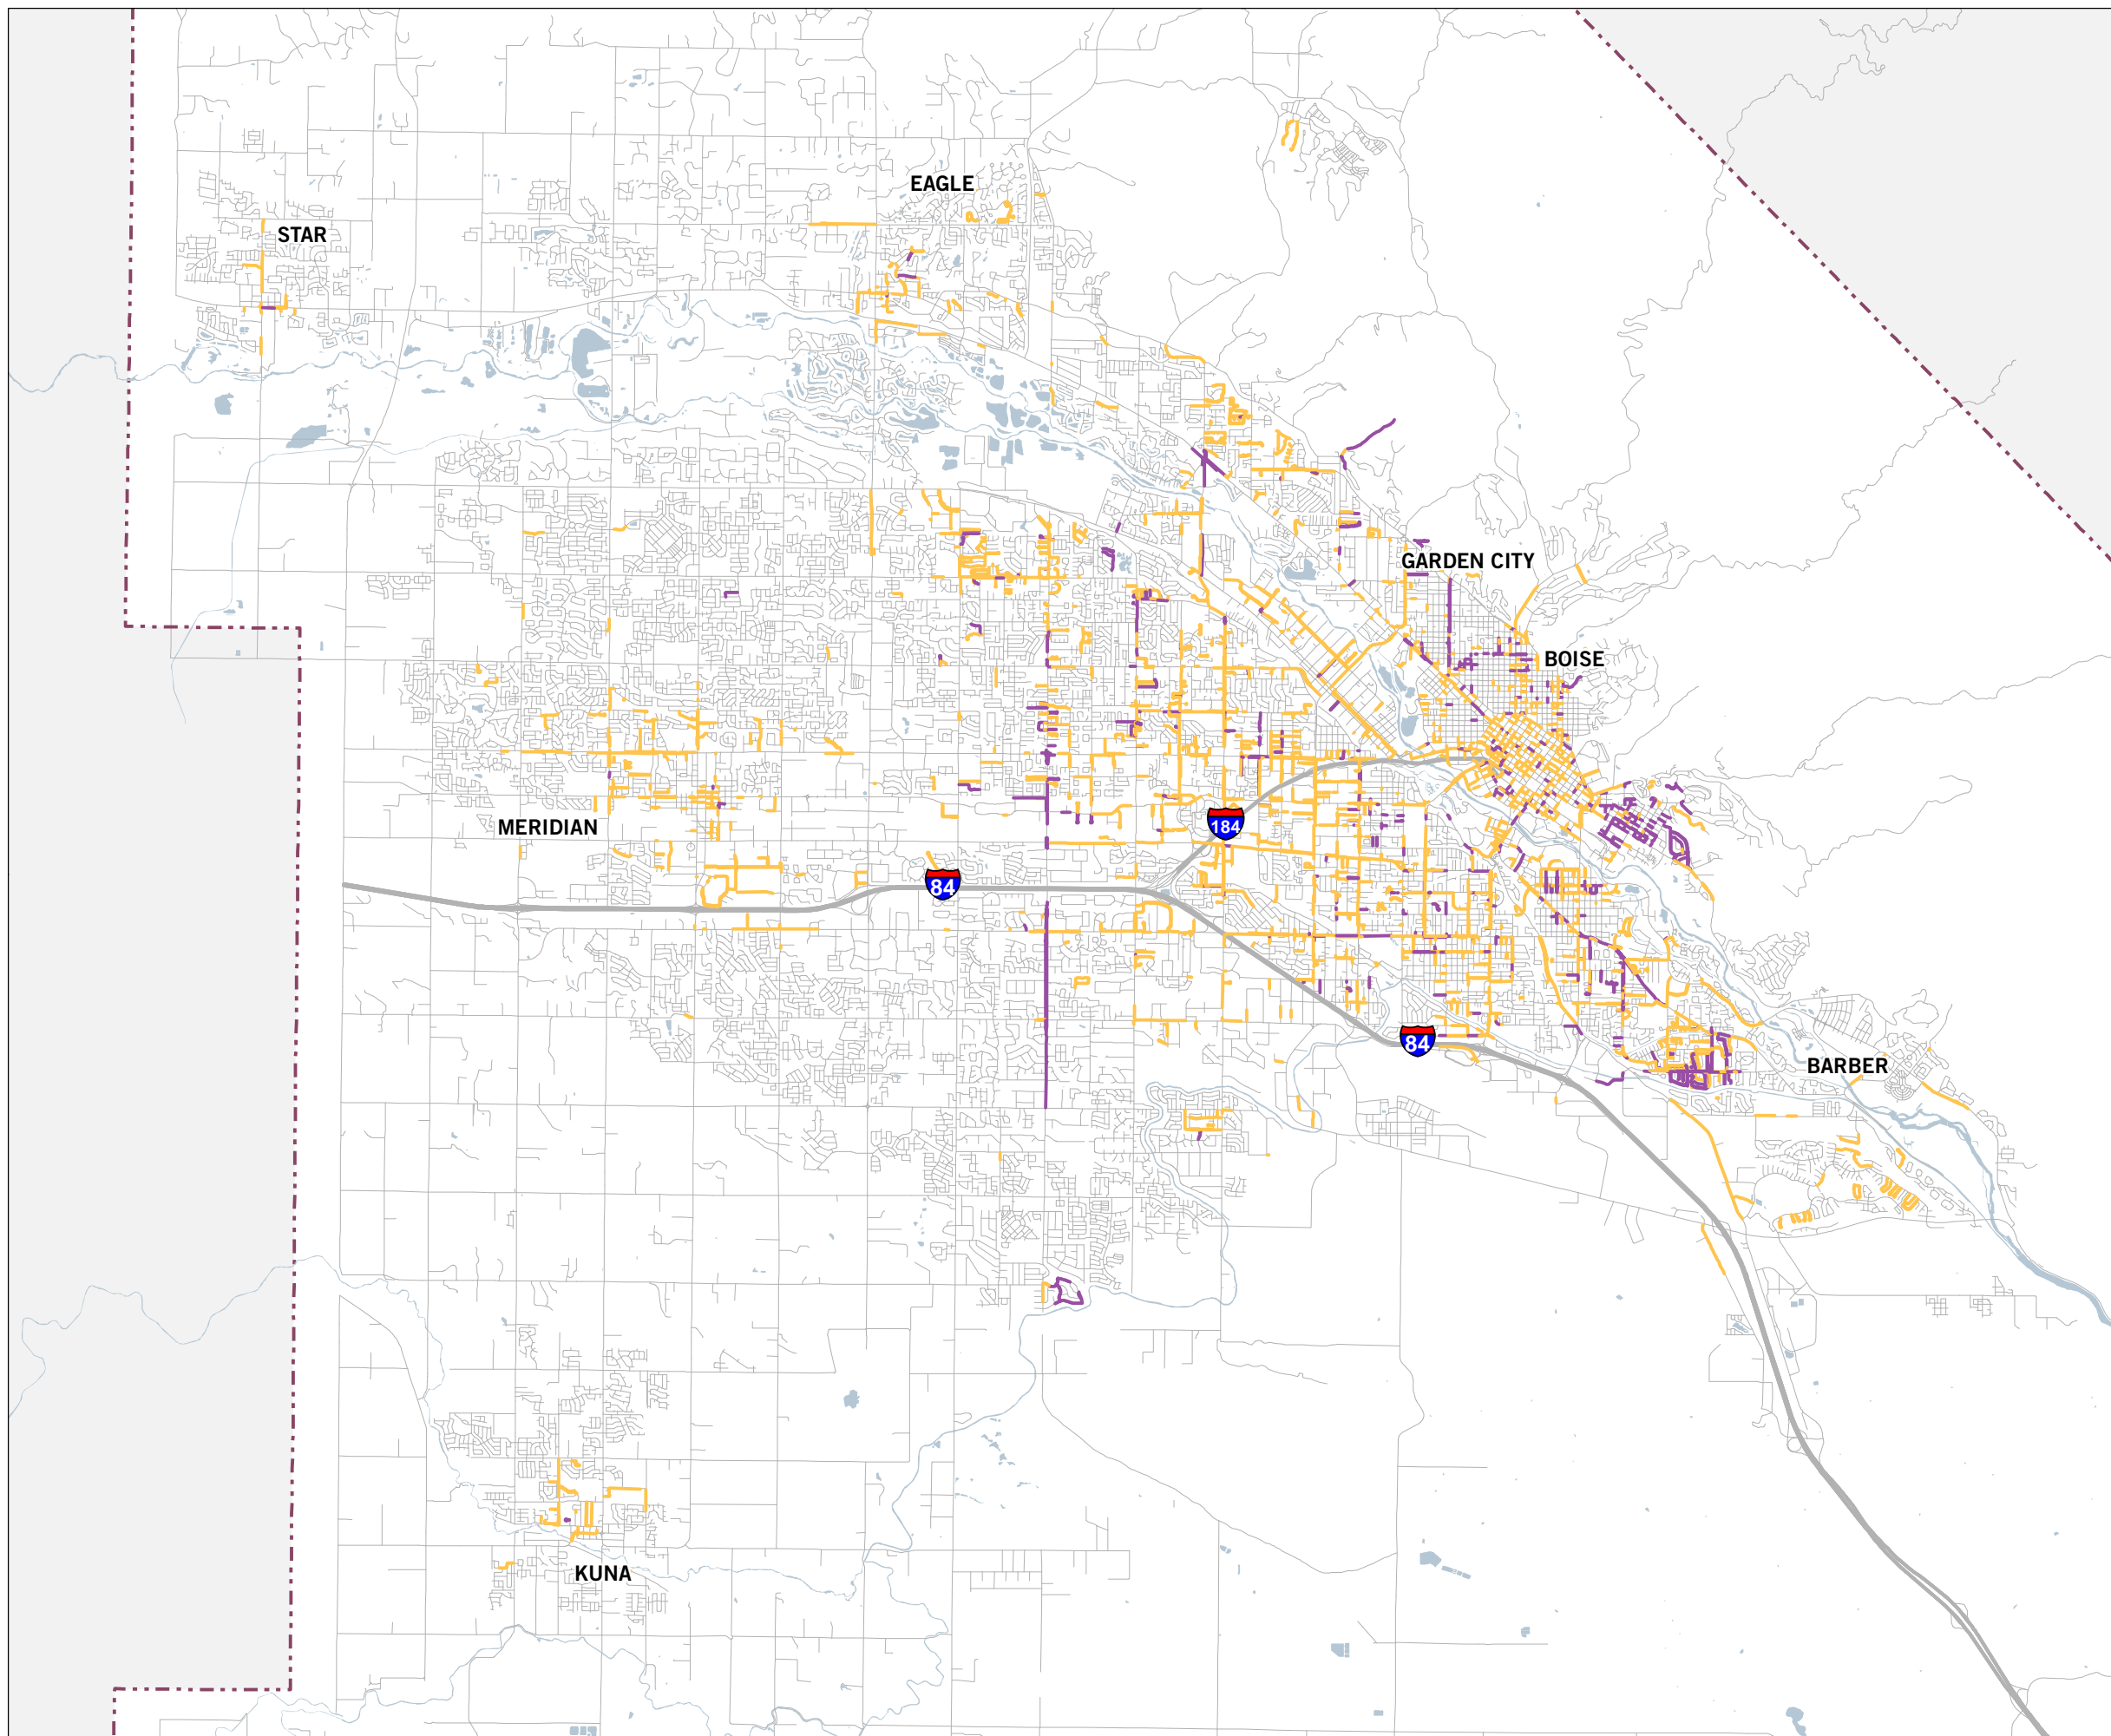 EAGLE
STAR
GARDEN CITY
BOISE
MERIDIAN
184
84
84
BARBER
KUNA